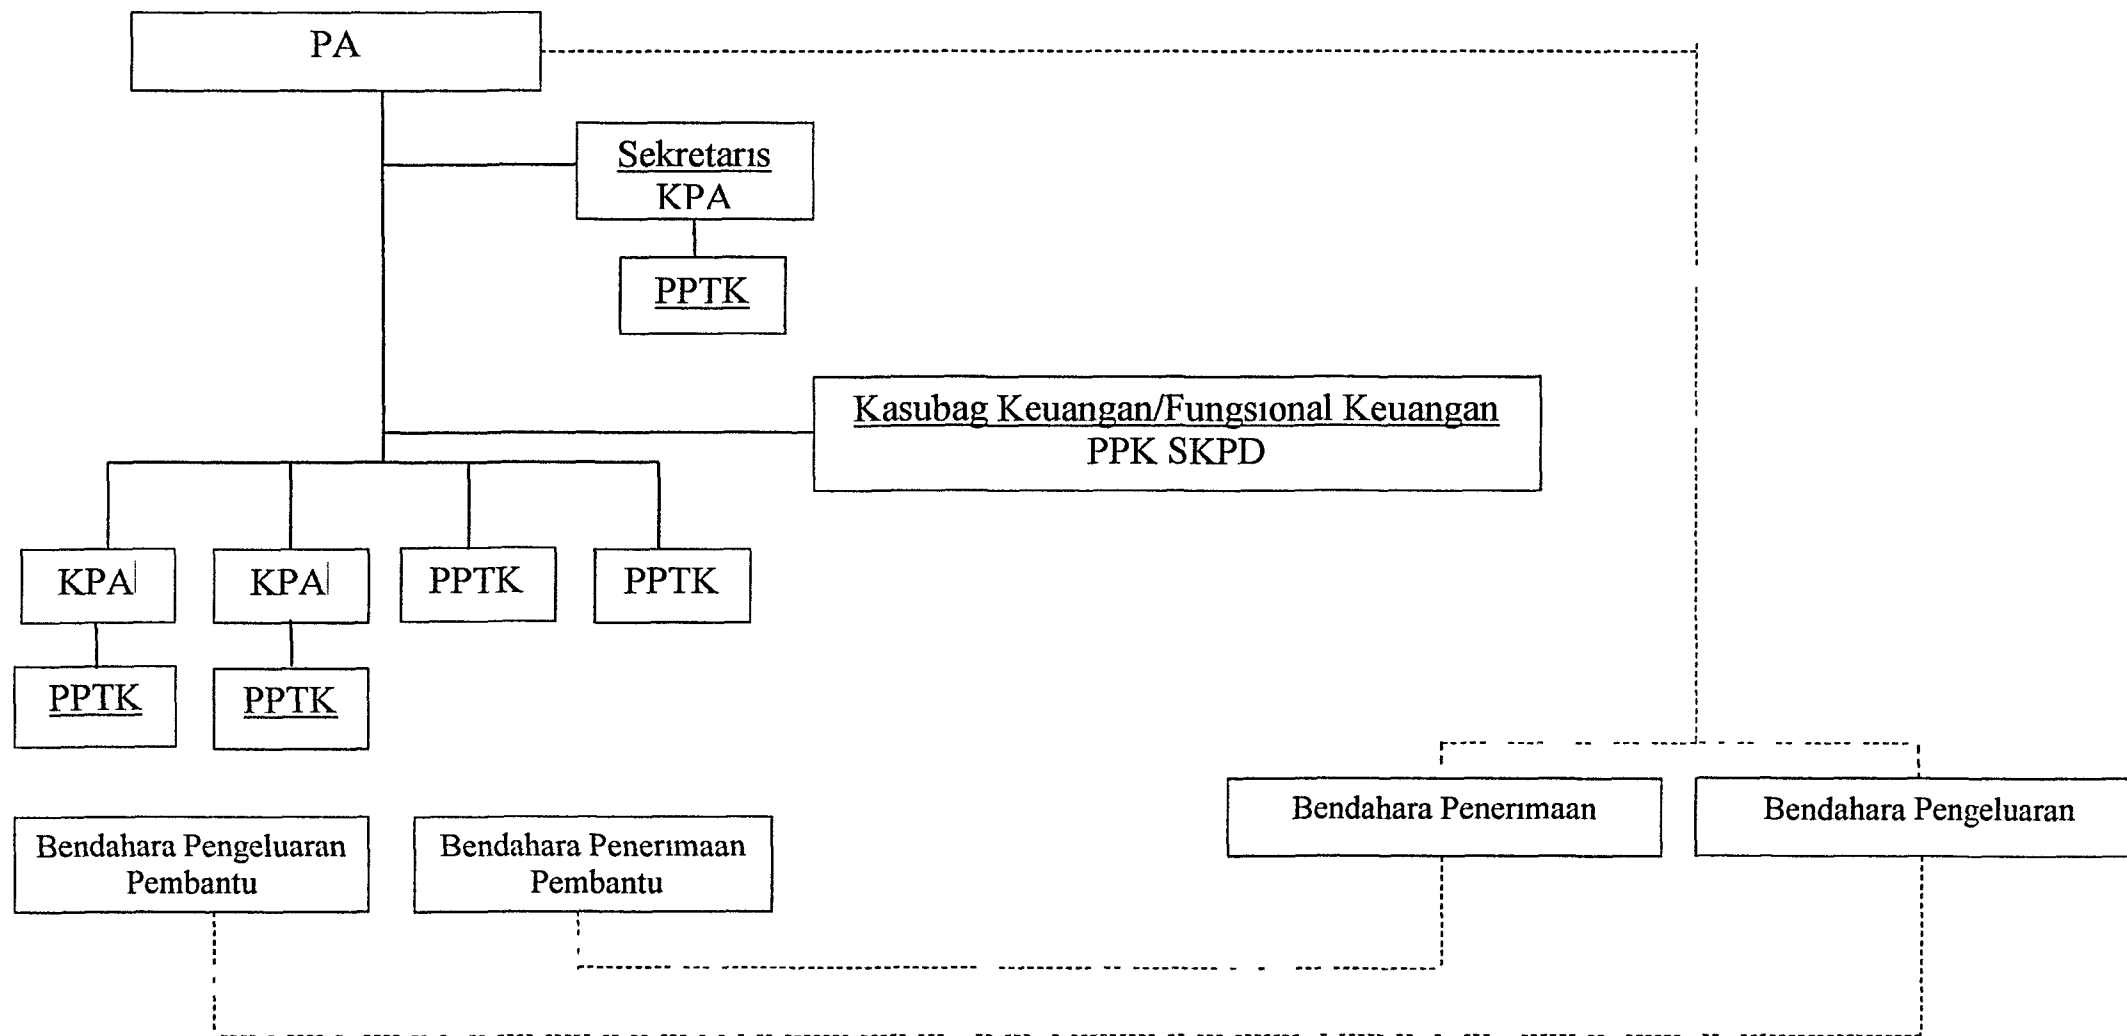 PA
Sekretaris
KPA
PPTK
Kasubag Keuangan/Fungsional Keuangan
PPK SKPD
KPA
KPA
PPTK
PPTK
PPTK
PPTK
Bendahara Penerimaan
Bendahara Pengeluaran
Bendahara Pengeluaran
Pembantu
Bendahara Penerimaan
Pembantu